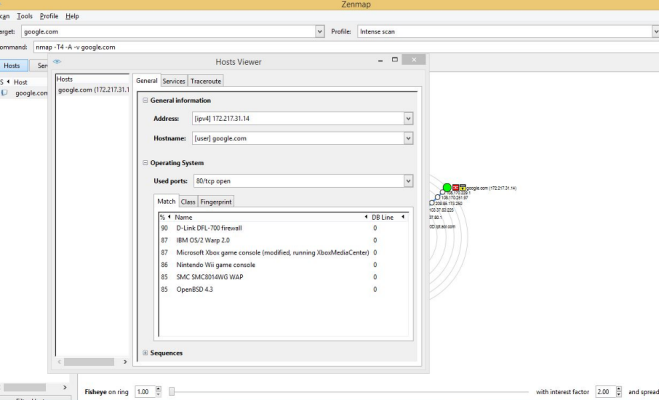 Zenmap
Tools Profile Help
google.com Profile: Intense scan
nmap -T4 -A -v google.com
Hosts
Host
google.com
Hosts Viewer
Hosts
google.com (172.217.31.1
General Services Traceroute
General information
Address: [ipv4] 172.217.31.14
Hostname: [user] google.com
Operating System
Used ports: 80/tcp open
Match Class Fingerprint
% Name DB Line
90 D-Link DFL-700 firewall 0
87 IBM OS/2 Warp 2.0 0
87 Microsoft Xbox game console (modified, running XboxMediaCenter) 0
86 Nintendo Wii game console 0
85 SMC SMC8014WG WAP 0
85 OpenBSD 4.3 0
Sequences
google.com (172.217.31.14)
Fisheye on ring 1.00 with interest factor 2.00 and spread